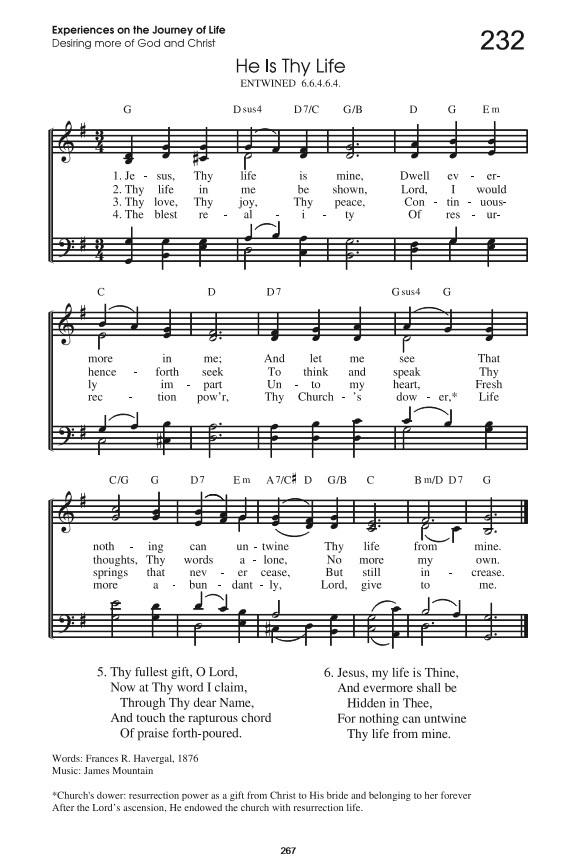 Experiences on the Journey of Life
Desiring more of God and Christ
232
He Is Thy Life
ENTWINED 6.6.4.6.4.
G Dsus4 D7/C G/B D G Em
1. Je - sus, Thy life is mine, Dwell ev - er-
2. Thy life in me be shown, Lord, I would
3. Thy love, Thy joy, Thy peace, Con - tin - uous-
4. The blest re - al - i - ty Of res - ur-
C D D7 Gsus4 G
more in me; And let me see That
hence - forth seek To think and speak Thy
ly im - part Un - to my heart, Fresh
rec - tion pow'r, Thy Church - 's dow - er,* Life
C/G G D7 Em A7/C♯ D G/B C Bm/D D7 G
noth - ing can un - twine Thy life from mine.
thoughts, Thy words a - lone, No more my own.
springs that nev - er cease, But still in - crease.
more a - bun - dant - ly, Lord, give to me.
5. Thy fullest gift, O Lord,
Now at Thy word I claim,
Through Thy dear Name,
And touch the rapturous chord
Of praise forth-poured.
6. Jesus, my life is Thine,
And evermore shall be
Hidden in Thee,
For nothing can untwine
Thy life from mine.
Words: Frances R. Havergal, 1876
Music: James Mountain
*Church's dower: resurrection power as a gift from Christ to His bride and belonging to her forever
After the Lord's ascension, He endowed the church with resurrection life.
267